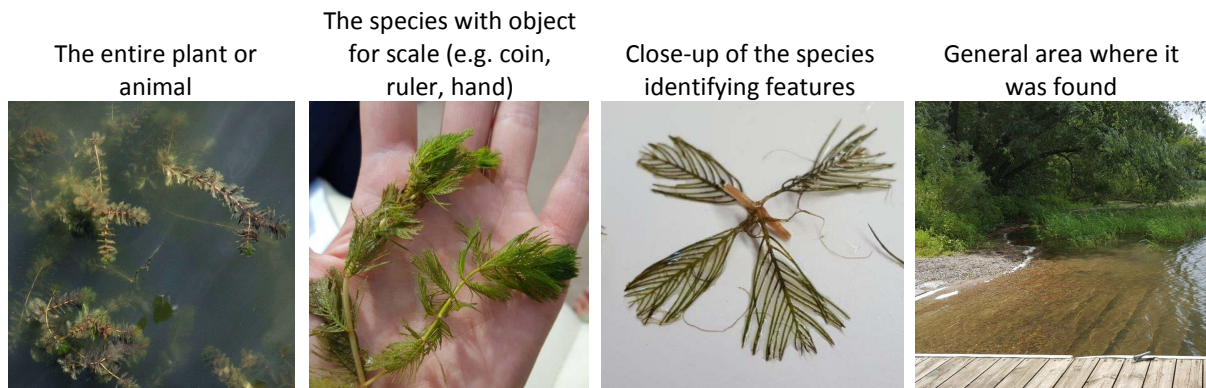 The entire plant or
animal
The species with object
for scale (e.g. coin,
ruler, hand)
Close-up of the species
identifying features
General area where it
was found